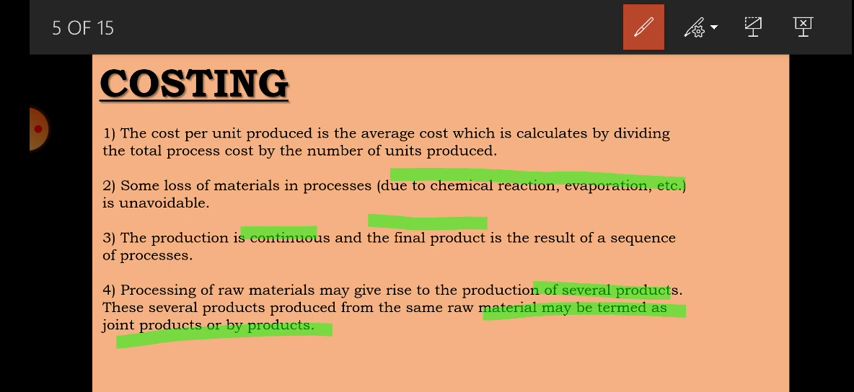 5 OF 15
COSTING
1) The cost per unit produced is the average cost which is calculates by dividing
the total process cost by the number of units produced.
2) Some loss of materials in processes (due to chemical reaction, evaporation, etc.)
is unavoidable.
3) The production is continuous and the final product is the result of a sequence
of processes.
4) Processing of raw materials may give rise to the production of several products.
These several products produced from the same raw material may be termed as
joint products or by products.